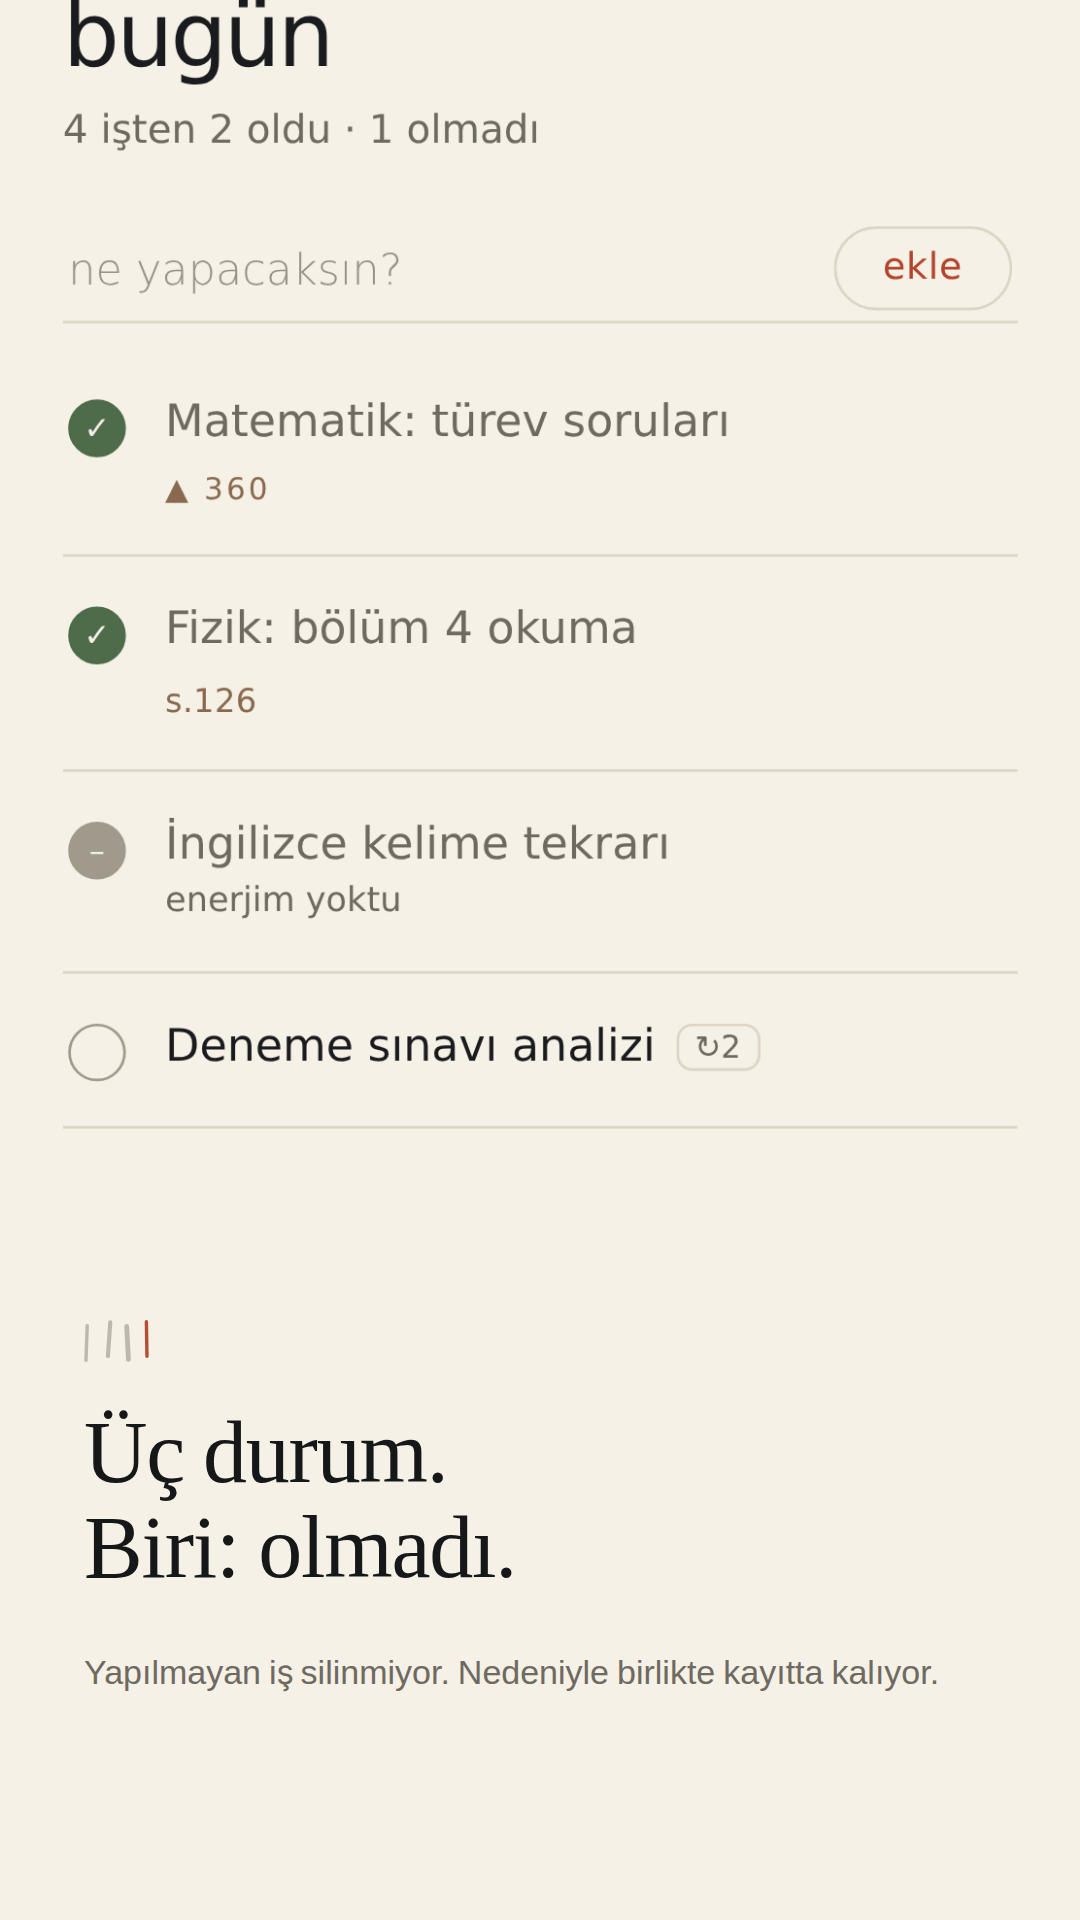 bugün
4 işten 2 oldu · 1 olmadı
ne yapacaksın?
ekle
✓ Matematik: türev soruları
▲ 360
✓ Fizik: bölüm 4 okuma
s.126
– İngilizce kelime tekrarı
enerjim yoktu
Deneme sınavı analizi ↻2
Üç durum.
Biri: olmadı.
Yapılmayan iş silinmiyor. Nedeniyle birlikte kayıtta kalıyor.